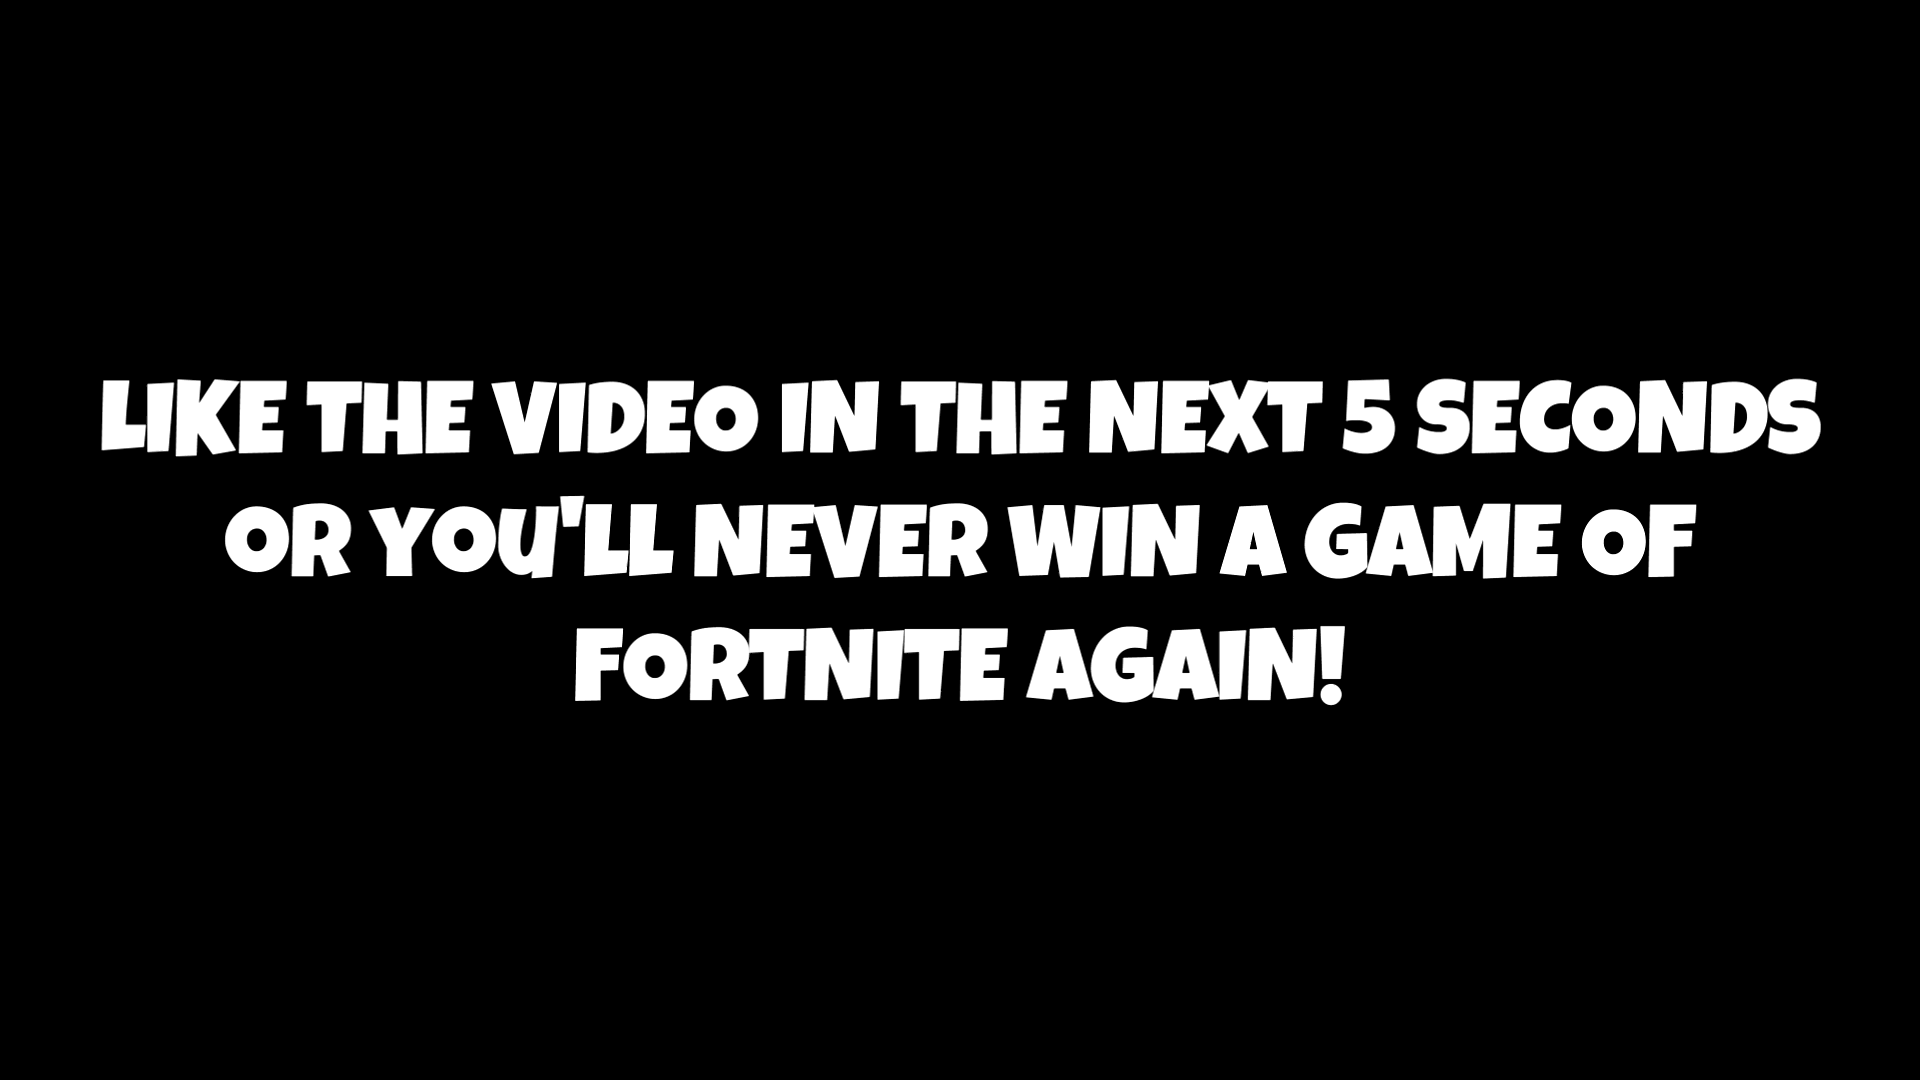 LIKE THE VIDEO IN THE NEXT 5 SECONDS
OR YOU'LL NEVER WIN A GAME OF
FORTNITE AGAIN!